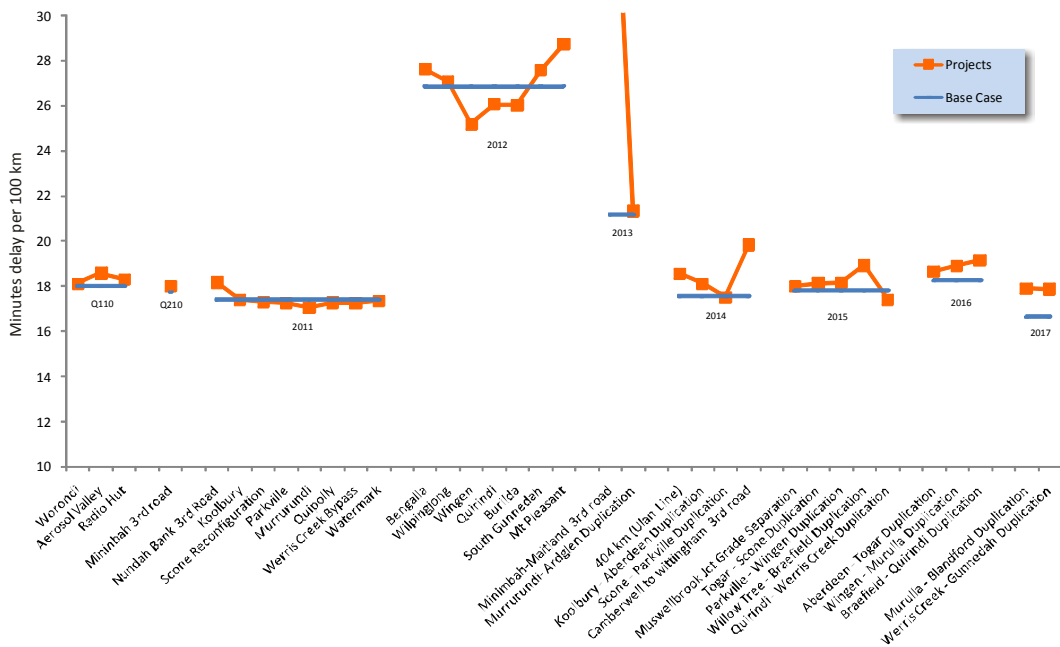 Minutes delay per 100 km
30
28
26
24
22
20
18
16
14
12
10
Projects
Base Case
Q110
Q210
2011
2012
2013
2014
2015
2016
2017
Worondi
Aerosol Valley
Radio Hut
Minimbah 3rd road
Nundah Bank 3rd Road
Koolbury
Scone Reconfiguration
Parkville
Murrurundi
Quipolly
Werris Creek Bypass
Watermark
Bengalla
Wilpingjong
Wingen
Quirindi
Burilda
South Gunnedah
Mt Pleasant
Minimbah-Maitland 3rd road
Murrurundi- Ardglen Duplication
404 km (Ulan Line)
Koolbury - Aberdeen Duplication
Scone - Parkville Duplication
Camberwell to Wittingham 3rd road
Muswellbrook Jct Grade Separation
Togar - Scone Duplication
Parkville - Wingen Duplication
Willow Tree - Braefield Duplication
Quirindi - Werris Creek Duplication
Aberdeen - Togar Duplication
Wingen - Murulla Duplication
Braefield - Quirindi Duplication
Murulla - Blandford Duplication
Werris Creek - Gunnedah Duplication